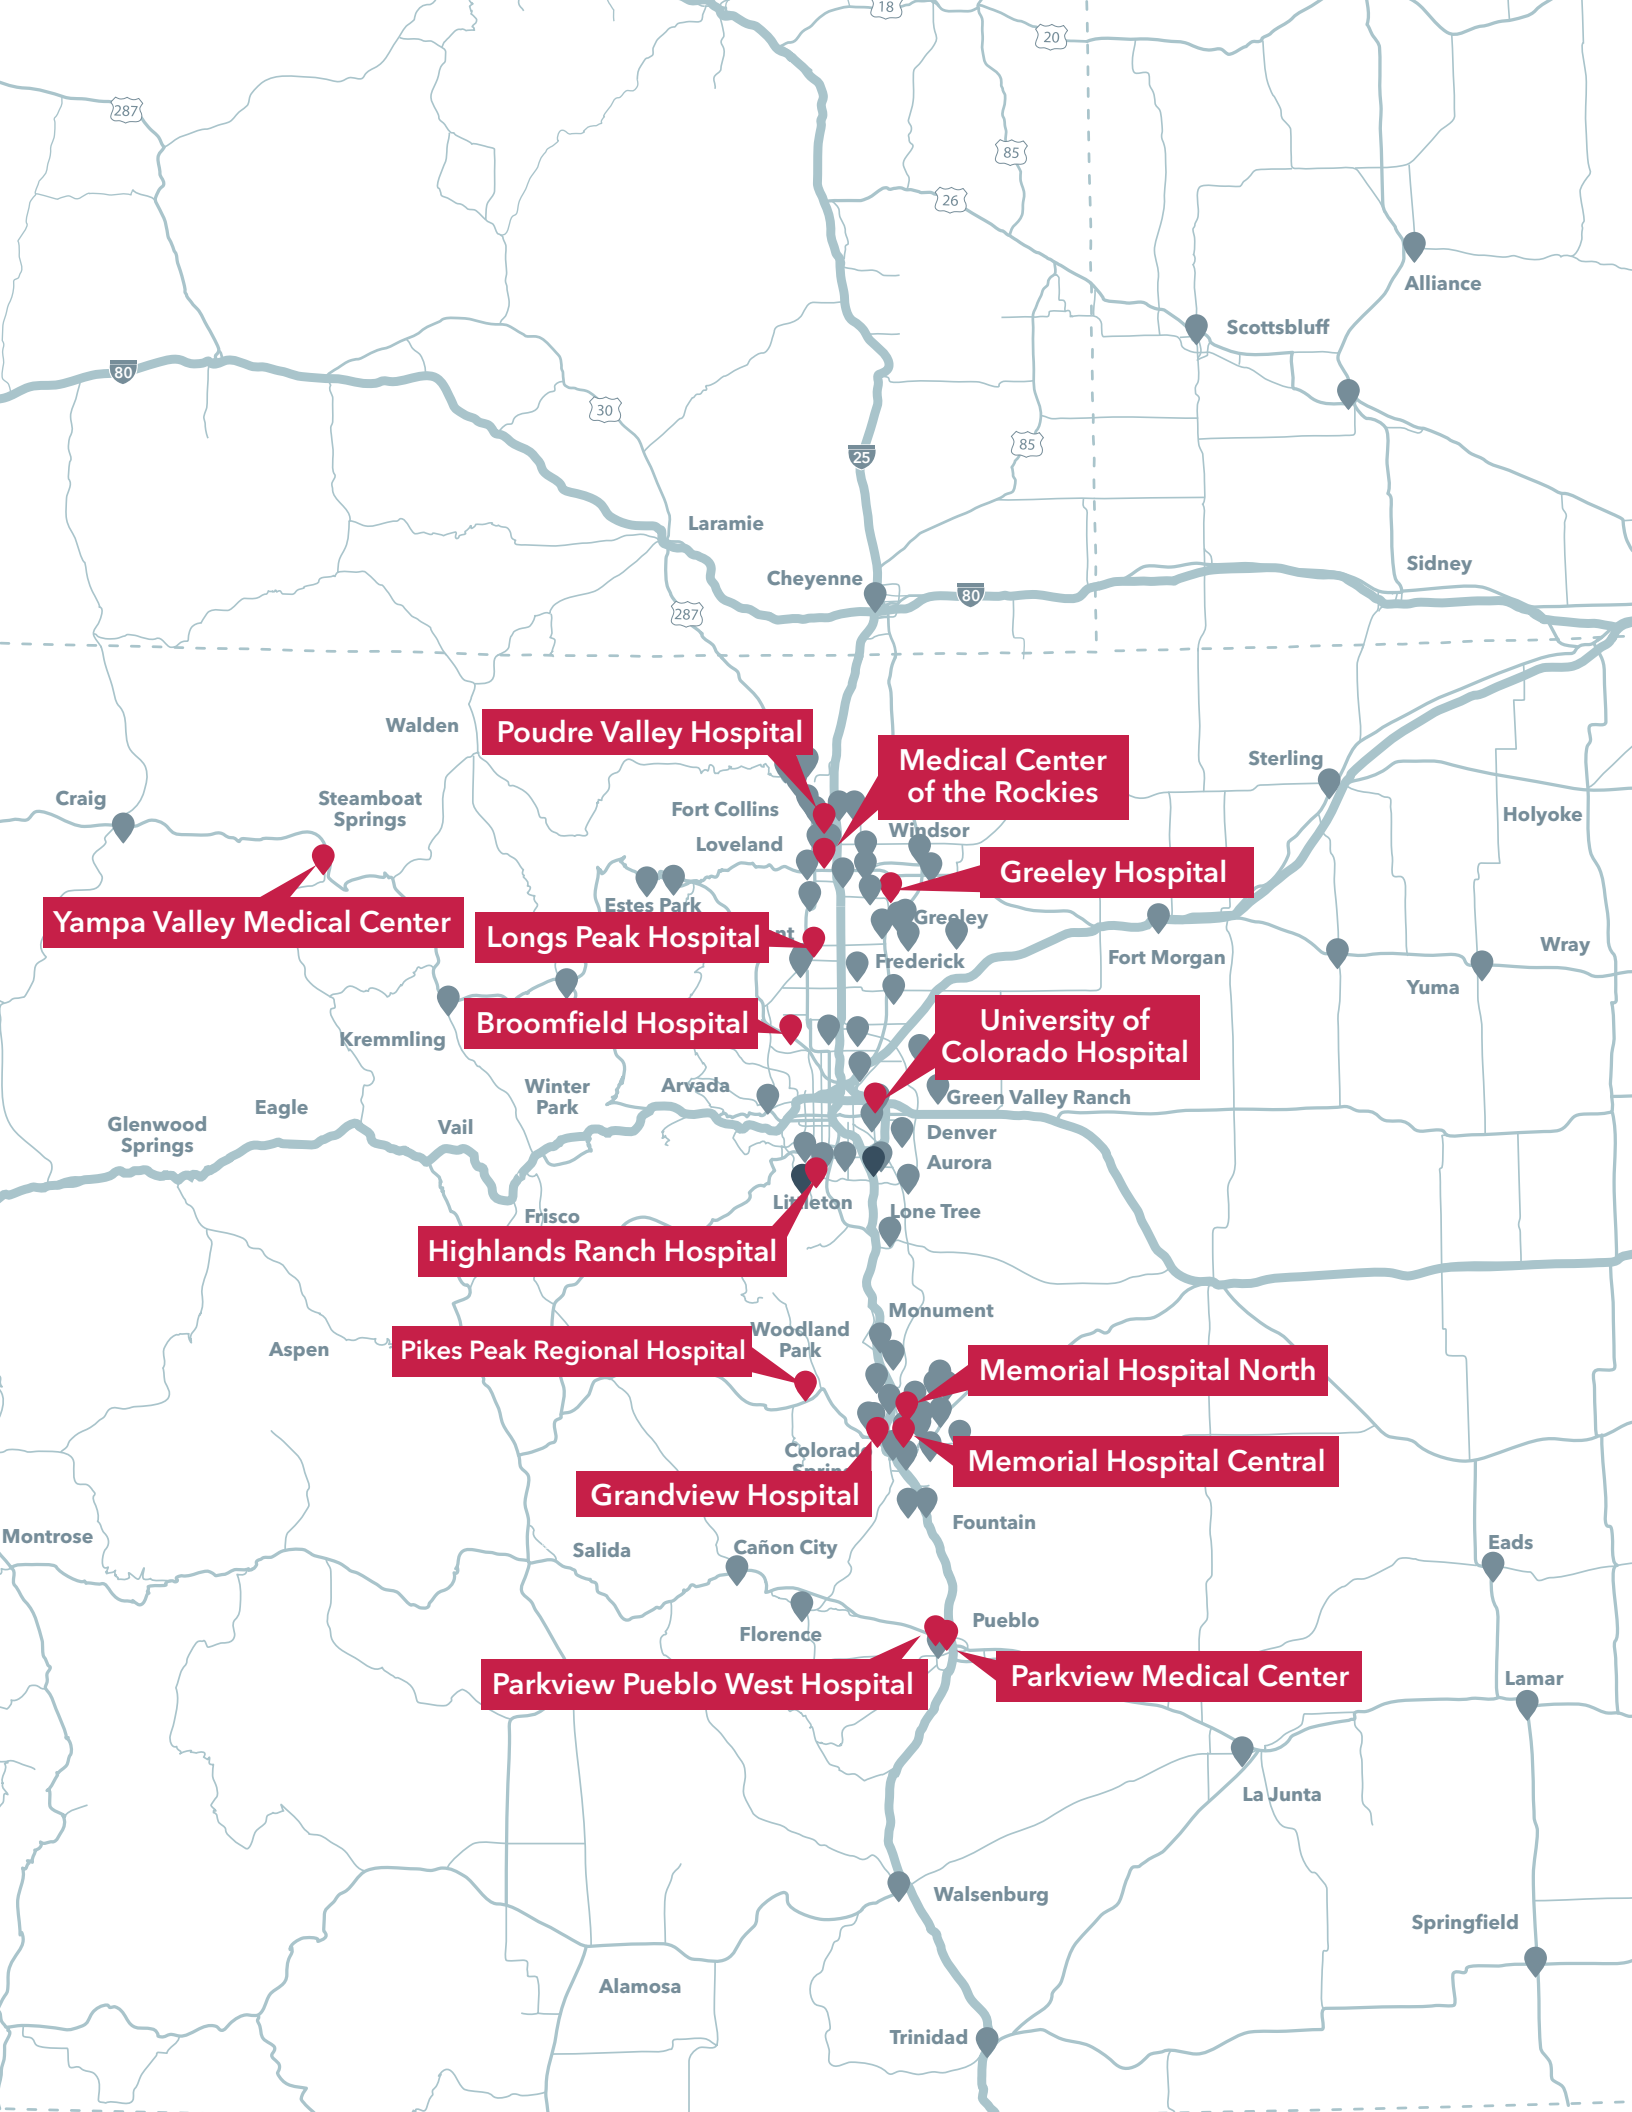 18
20
287
85
26
Alliance
Scottsbluff
80
30
85
25
Laramie
Sidney
Cheyenne
80
287
Walden
Poudre Valley Hospital
Medical Center
of the Rockies
Sterling
Craig
Steamboat
Springs
Fort Collins
Holyoke
Windsor
Loveland
Greeley Hospital
Estes Park
Yampa Valley Medical Center
Longs Peak Hospital
nt
Greeley
Wray
Frederick
Fort Morgan
Yuma
University of
Colorado Hospital
Broomfield Hospital
Kremmling
Winter
Park
Arvada
Green Valley Ranch
Eagle
Glenwood
Springs
Vail
Denver
Aurora
Littleton
Lone Tree
Frisco
Highlands Ranch Hospital
Monument
Woodland
Park
Aspen
Pikes Peak Regional Hospital
Memorial Hospital North
Colorado
Springs
Memorial Hospital Central
Grandview Hospital
Fountain
Montrose
Salida
Cañon City
Eads
Pueblo
Florence
Parkview Pueblo West Hospital
Parkview Medical Center
Lamar
La Junta
Walsenburg
Springfield
Alamosa
Trinidad